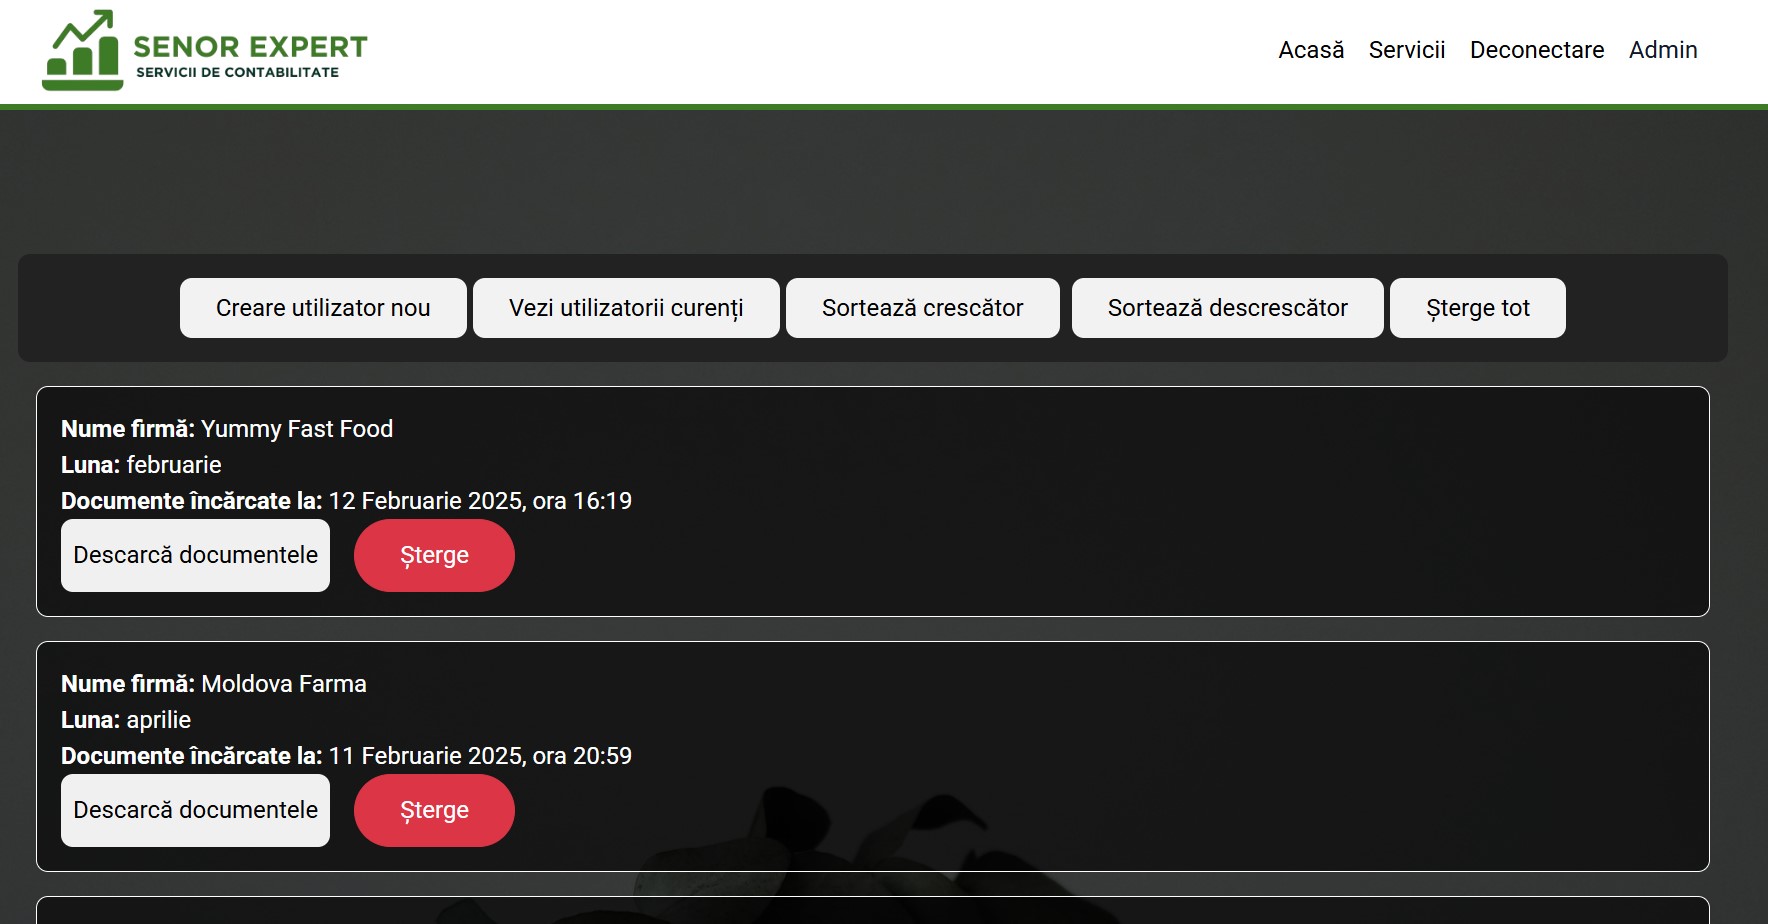 SENOR EXPERT
SERVICII DE CONTABILITATE
Acasă Servicii Deconectare Admin
Creare utilizator nou Vezi utilizatorii curenți Sortează crescător Sortează descrescător Șterge tot
Nume firmă: Yummy Fast Food
Luna: februarie
Documente încărcate la: 12 Februarie 2025, ora 16:19
Descarcă documentele Șterge
Nume firmă: Moldova Farma
Luna: aprilie
Documente încărcate la: 11 Februarie 2025, ora 20:59
Descarcă documentele Șterge